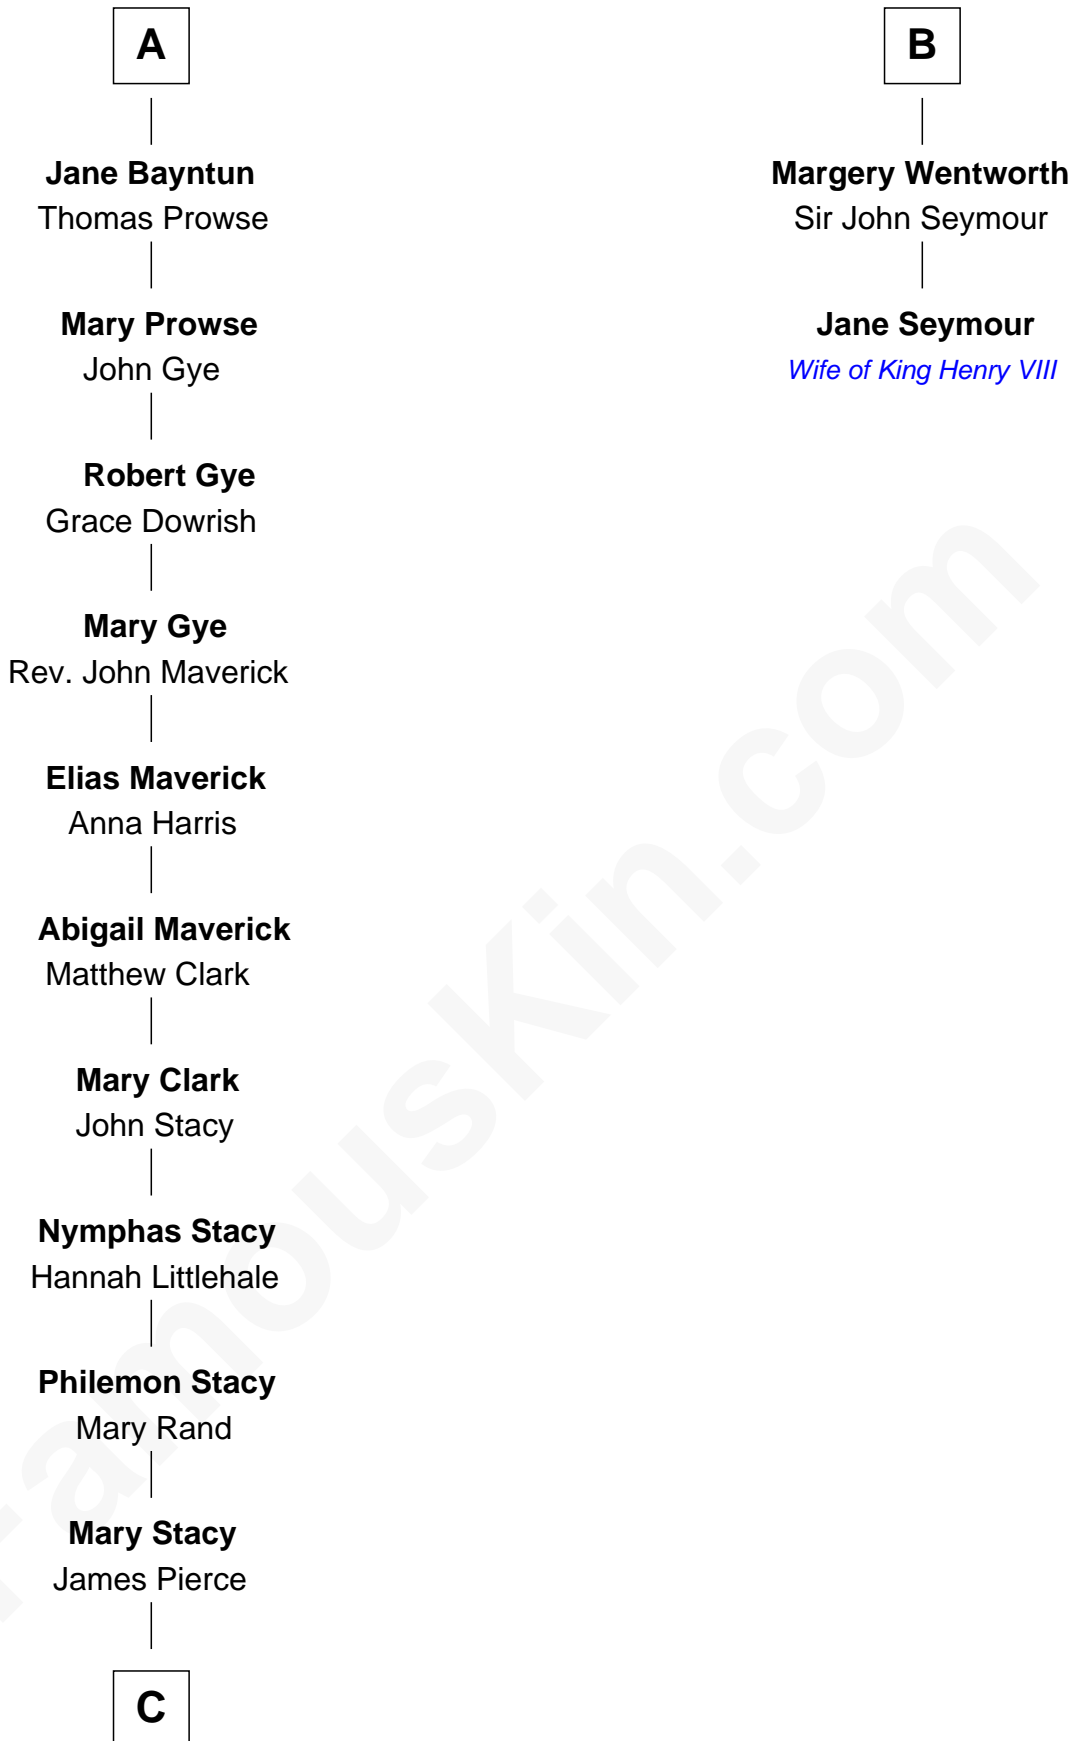 A
Jane Bayntun
Thomas Prowse
Mary Prowse
John Gye
Robert Gye
Grace Dowrish
Mary Gye
Rev. John Maverick
Elias Maverick
Anna Harris
Abigail Maverick
Matthew Clark
Mary Clark
John Stacy
Nymphas Stacy
Hannah Littlehale
Philemon Stacy
Mary Rand
Mary Stacy
James Pierce
C
B
Margery Wentworth
Sir John Seymour
Jane Seymour
Wife of King Henry VIII
FamousKin.com